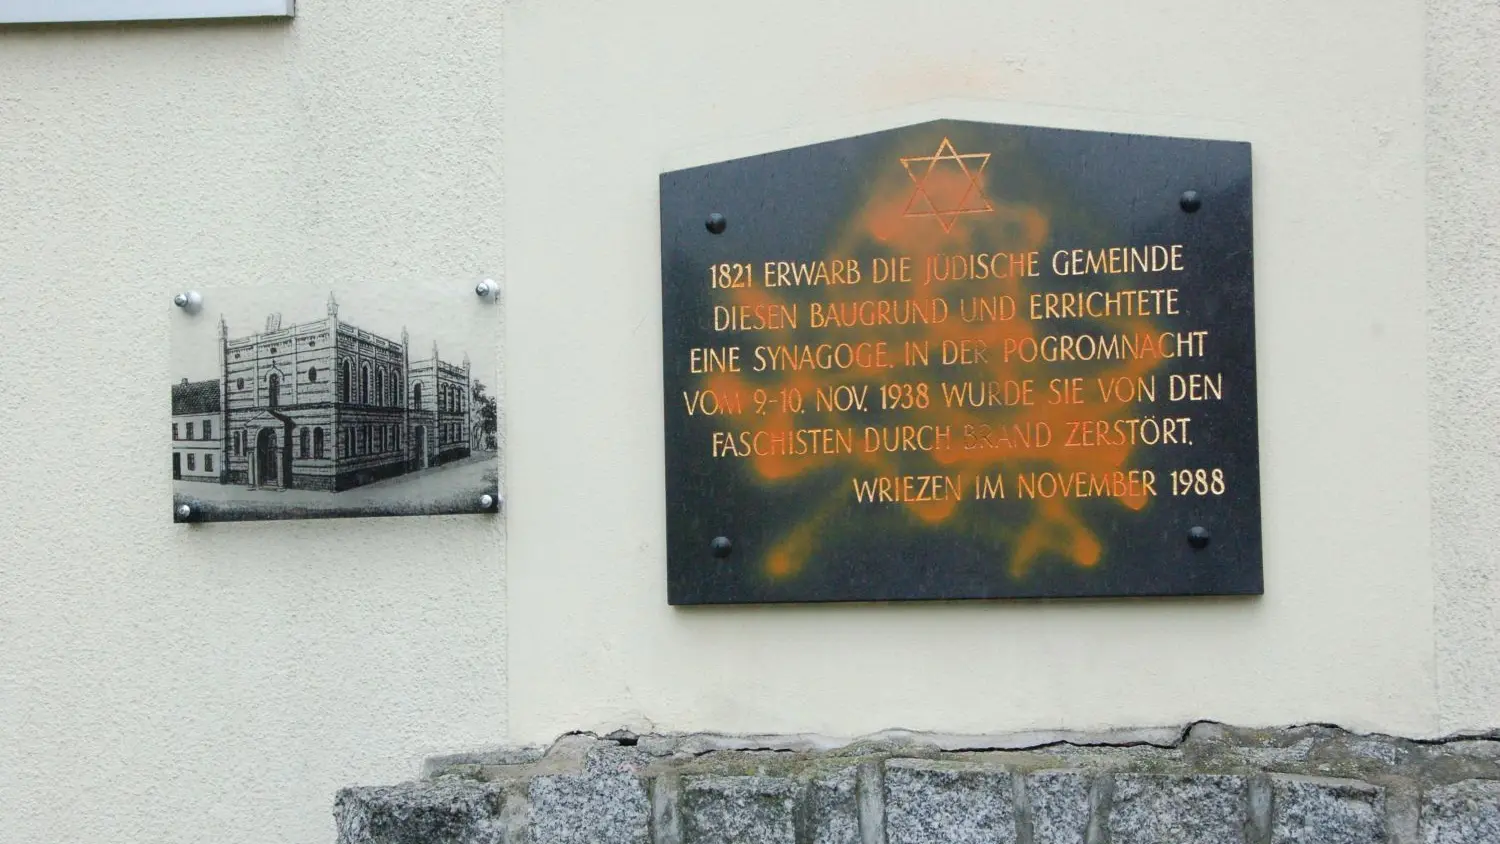 1821 ERWARB DIE JÜDISCHE GEMEINDE
DIESEN BAUGRUND UND ERRICHTETE
EINE SYNAGOGE. IN DER POGROMNACHT
VOM 9.-10. NOV. 1938 WURDE SIE VON DEN
FASCHISTEN DURCH BRAND ZERSTÖRT.
WRIEZEN IM NOVEMBER 1988